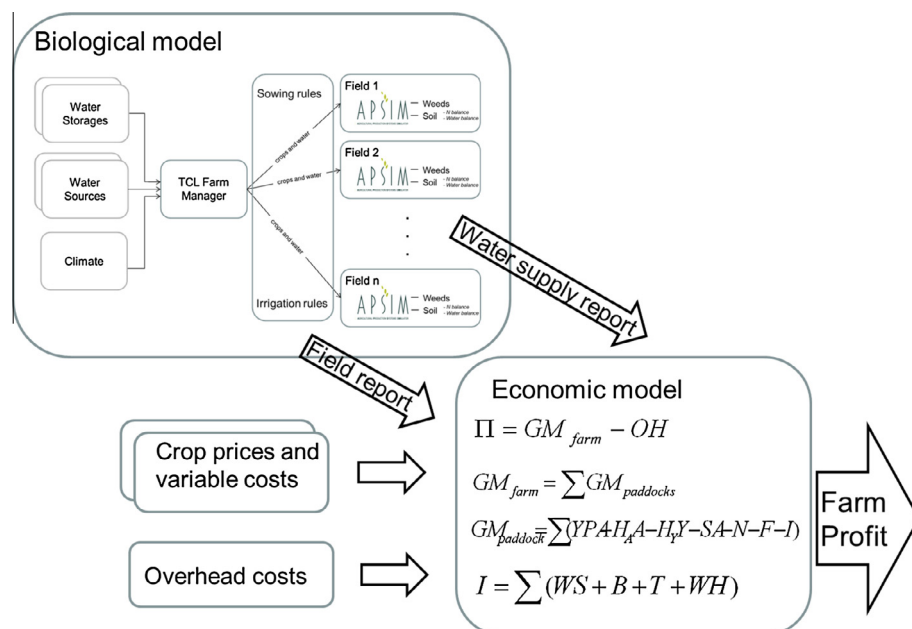 Biological model
Water
Storages
Water
Sources
Climate
TCL Farm
Manager
Sowing rules
Irrigation rules
crops and water
crops and water
crops and water
Field 1
APSIM
Weeds
Soil - N balance
- Water balance
Field 2
APSIM
Weeds
Soil - N balance
- Water balance
Field n
APSIM
Weeds
Soil - N balance
- Water balance
Water supply report
Field report
Crop prices and
variable costs
Overhead costs
Economic model
Π = GM farm − OH
GM farm = ∑ GM paddocks
GM paddock = ∑(YPA−H_A A−H_Y Y−SA−N−F−I)
I = ∑ (WS + B + T + WH)
Farm
Profit